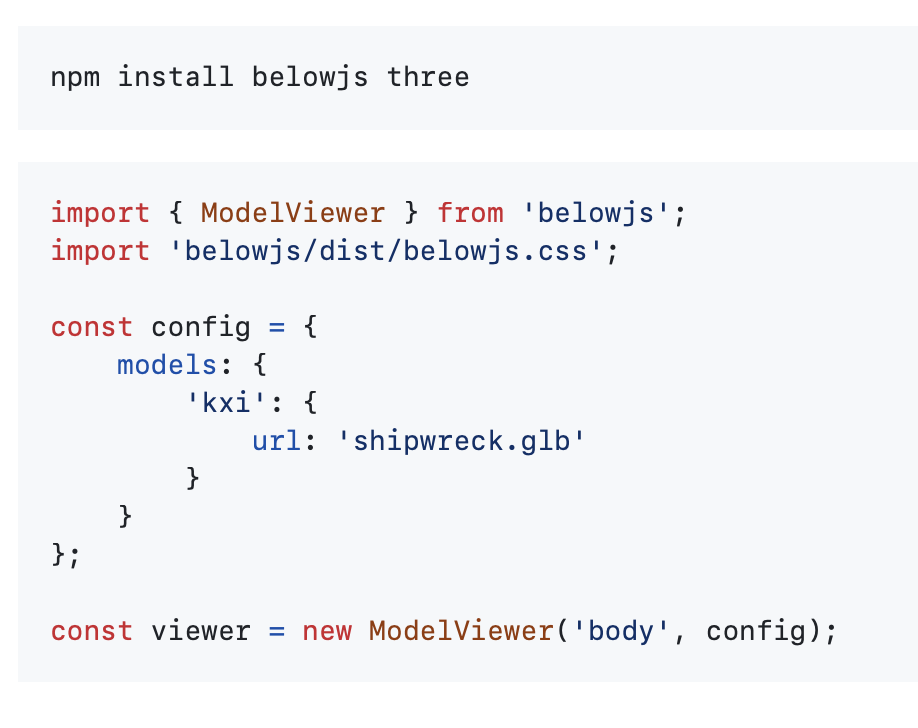 npm install belowjs three
import { ModelViewer } from 'belowjs';
import 'belowjs/dist/belowjs.css';
const config = {
    models: {
        'kxi': {
            url: 'shipwreck.glb'
        }
    }
};
const viewer = new ModelViewer('body', config);